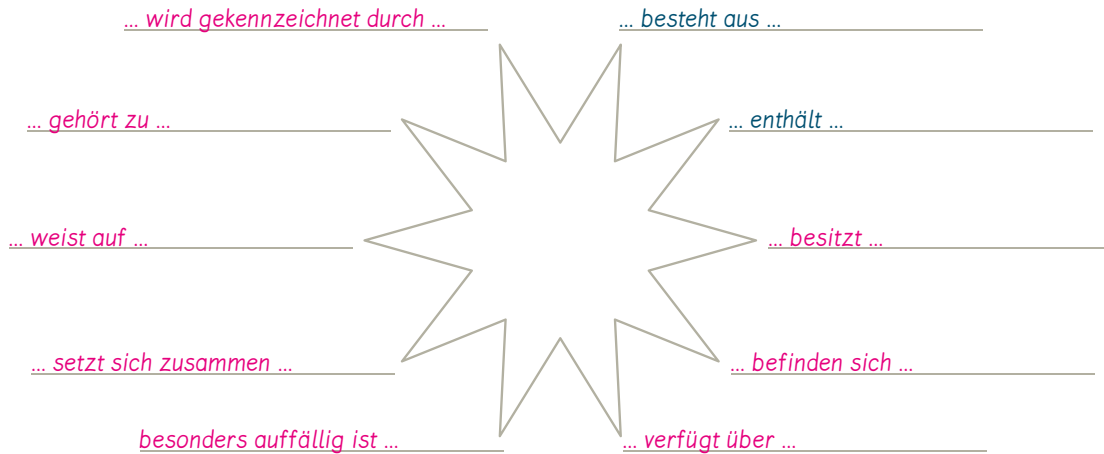 ... wird gekennzeichnet durch ...
... besteht aus ...
... gehört zu ...
... enthält ...
... weist auf ...
... besitzt ...
... setzt sich zusammen ...
... befinden sich ...
besonders auffällig ist ...
... verfügt über ...